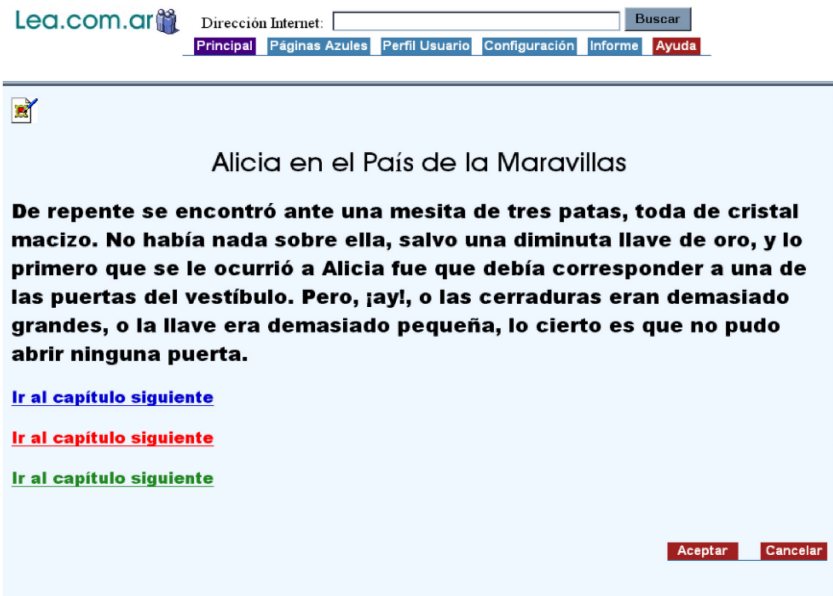 Lea.com.ar
Dirección Internet: Buscar
Principal Páginas Azules Perfil Usuario Configuración Informe Ayuda
Alicia en el País de la Maravillas
De repente se encontró ante una mesita de tres patas, toda de cristal
macizo. No había nada sobre ella, salvo una diminuta llave de oro, y lo
primero que se le ocurrió a Alicia fue que debía corresponder a una de
las puertas del vestíbulo. Pero, ¡ay!, o las cerraduras eran demasiado
grandes, o la llave era demasiado pequeña, lo cierto es que no pudo
abrir ninguna puerta.
Ir al capítulo siguiente
Ir al capítulo siguiente
Ir al capítulo siguiente
Aceptar Cancelar